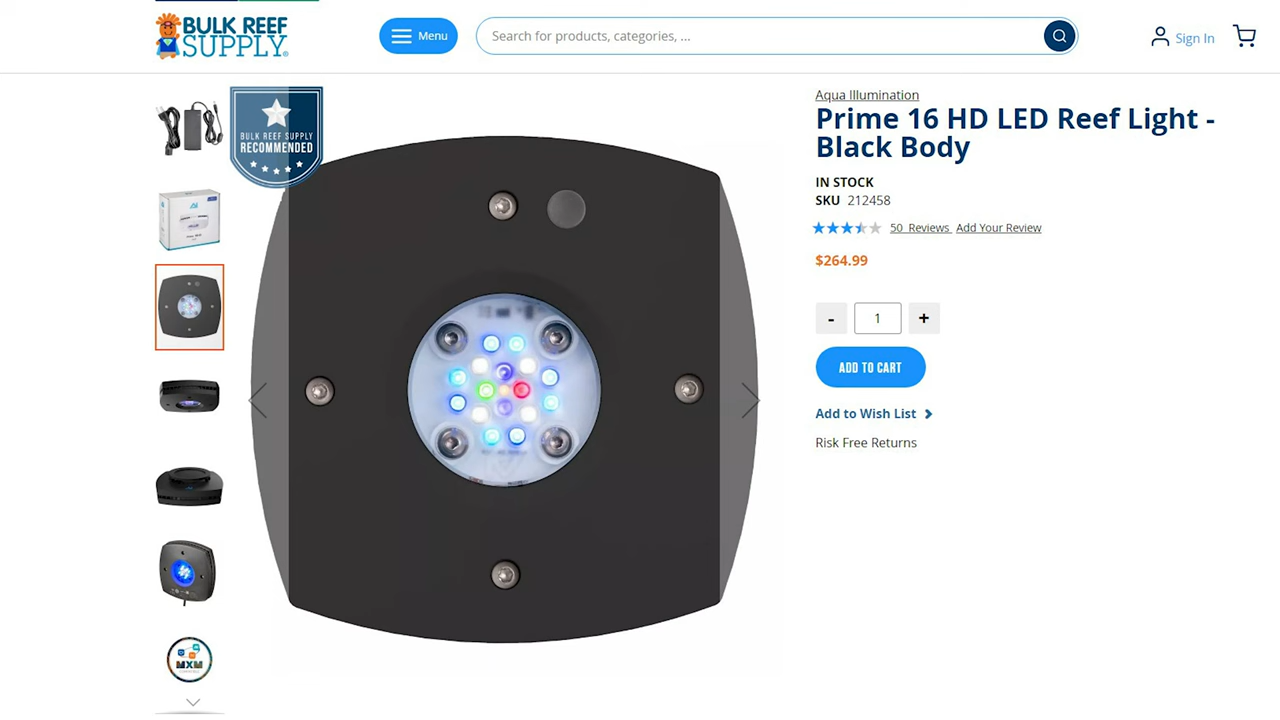 BULK REEF
SUPPLY®
Menu
Search for products, categories, ...
Sign In
BULK REEF SUPPLY
RECOMMENDED
Aqua Illumination
Prime 16 HD LED Reef Light -
Black Body
IN STOCK
SKU 212458
50 Reviews Add Your Review
$264.99
- 1 +
ADD TO CART
Add to Wish List
Risk Free Returns
MXM